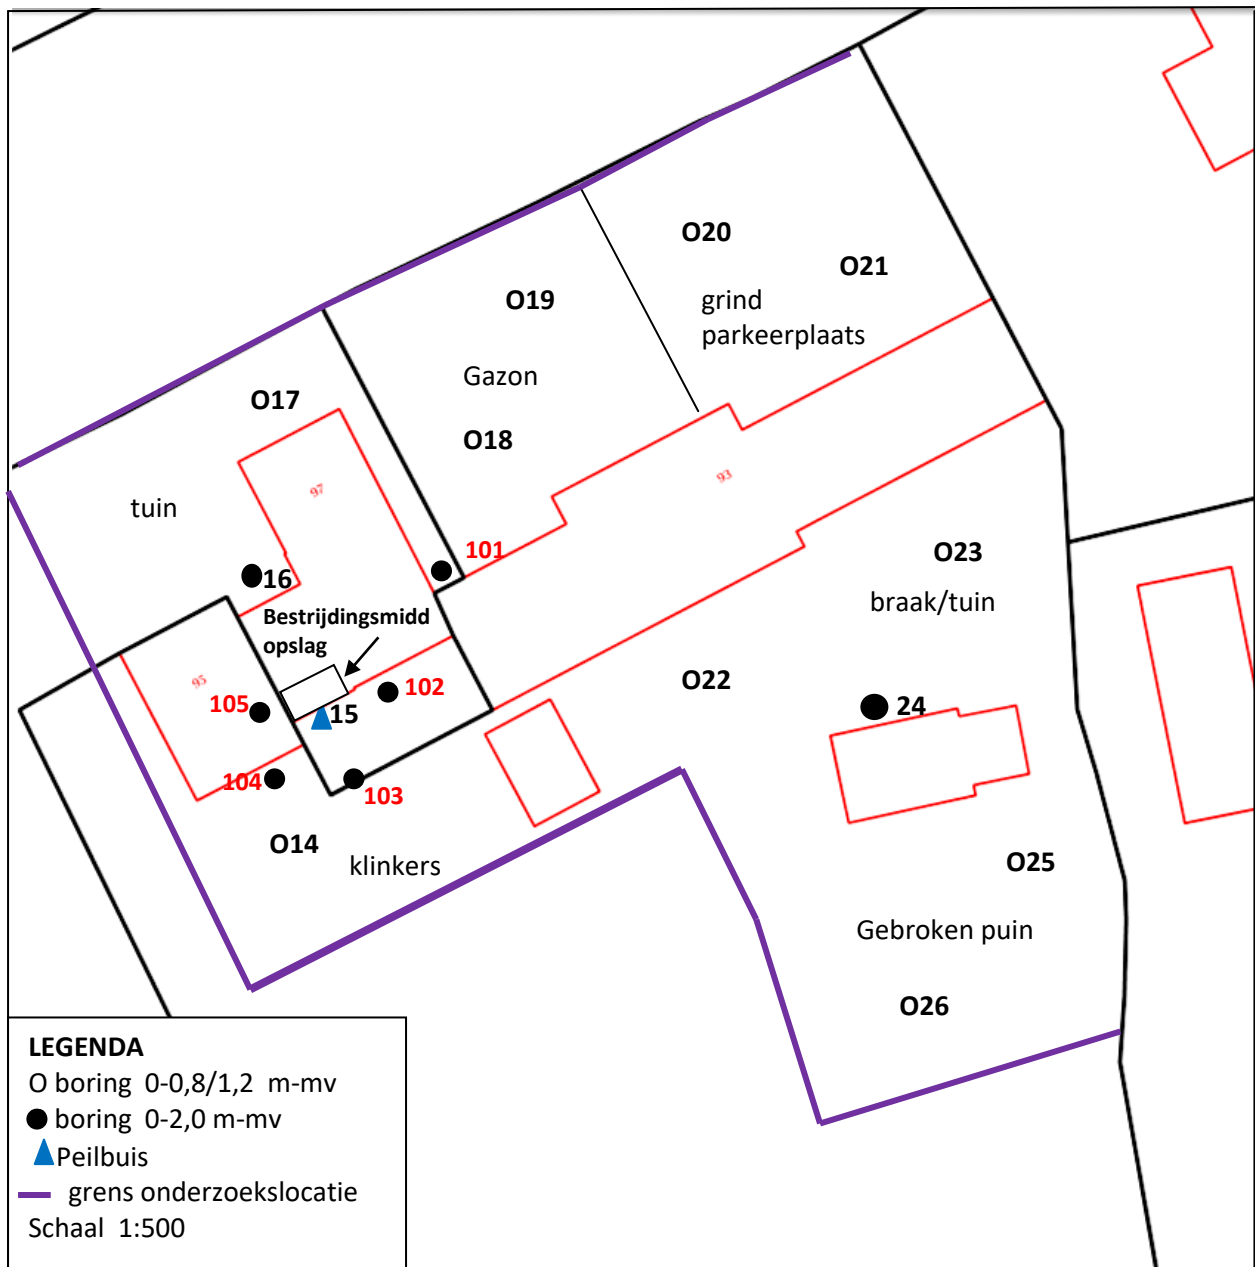 O20
O21
O19
grind
parkeerplaats
Gazon
O17
O18
93
97
tuin
101
O23
16
braak/tuin
Bestrijdingsmidd
opslag
95
O22
102
105
15
24
104
103
O14
klinkers
O25
Gebroken puin
O26
LEGENDA
O boring 0-0,8/1,2 m-mv
boring 0-2,0 m-mv
Peilbuis
grens onderzoekslocatie
Schaal 1:500